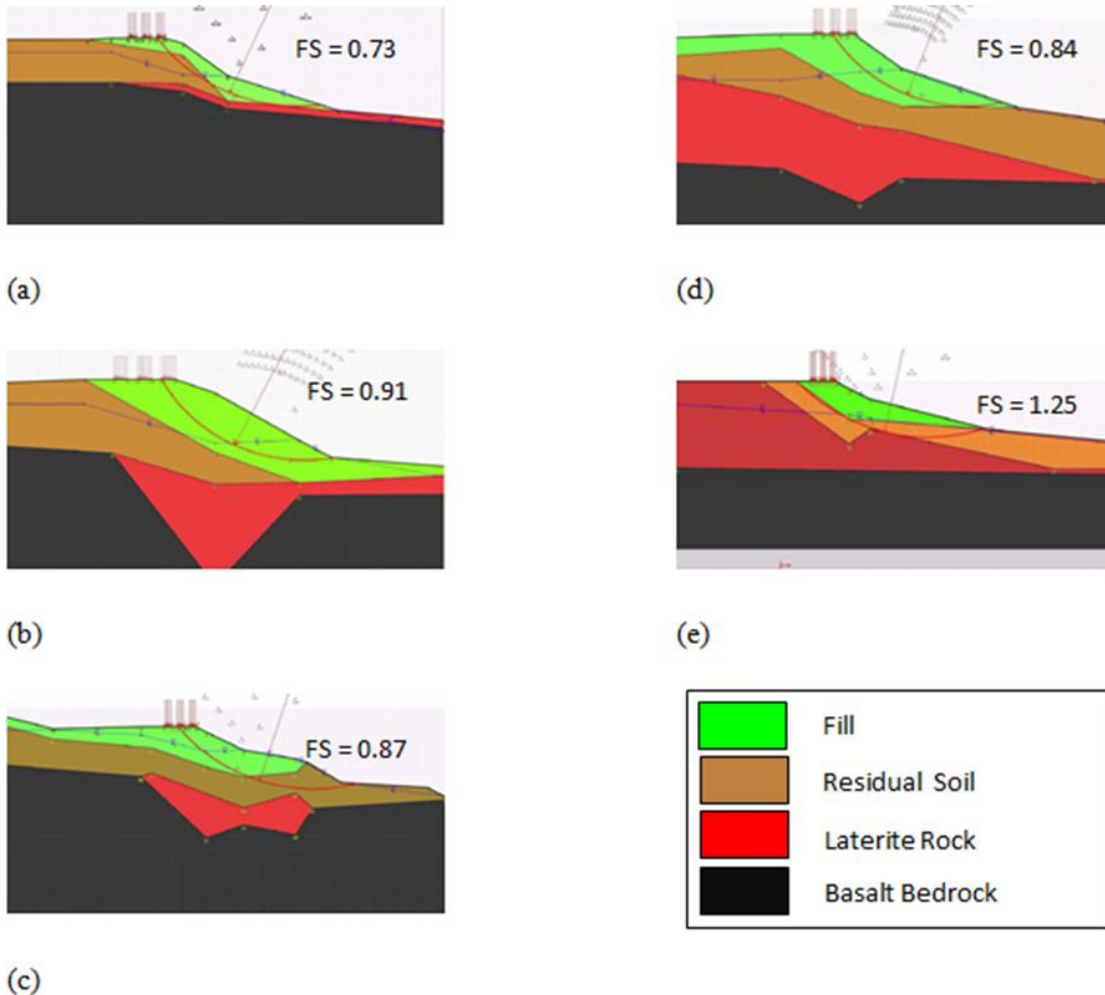 FS = 0.73
(a)
FS = 0.91
(b)
FS = 0.87
(c)
FS = 0.84
(d)
FS = 1.25
(e)
Fill
Residual Soil
Laterite Rock
Basalt Bedrock